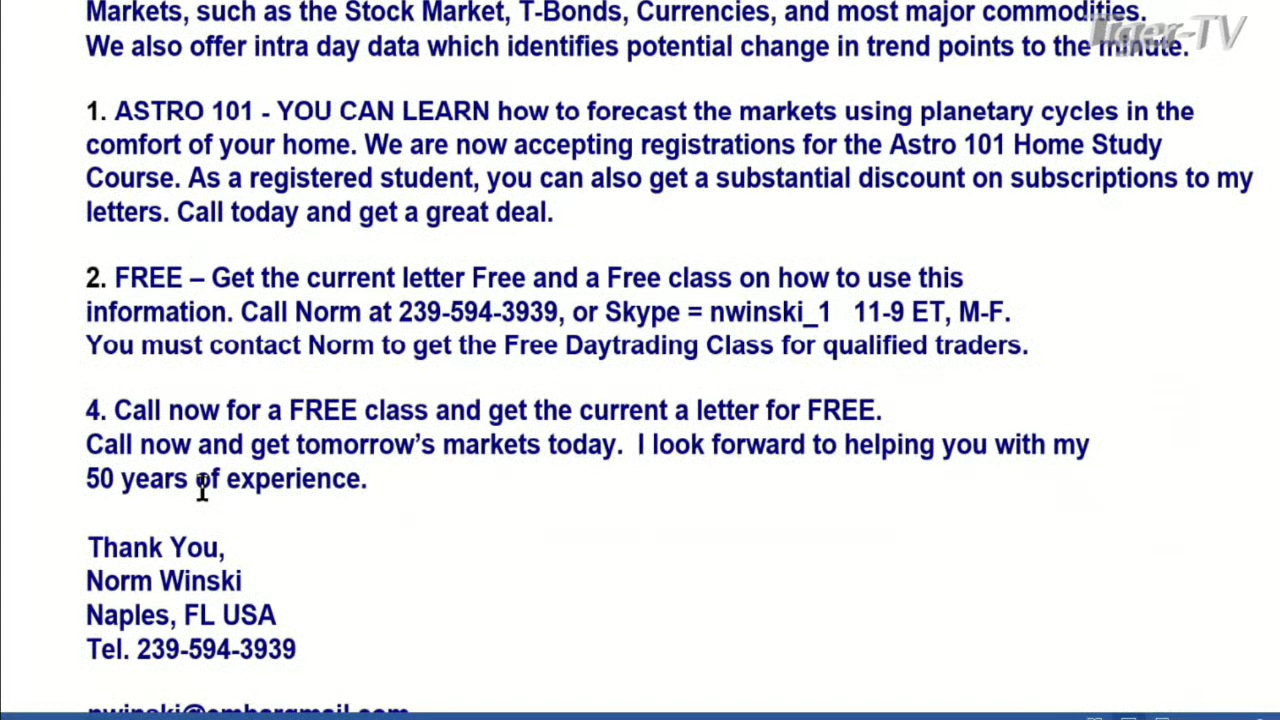 Markets, such as the Stock Market, T-Bonds, Currencies, and most major commodities.
Tiger-TV
We also offer intra day data which identifies potential change in trend points to the minute.
1. ASTRO 101 - YOU CAN LEARN how to forecast the markets using planetary cycles in the
comfort of your home. We are now accepting registrations for the Astro 101 Home Study
Course. As a registered student, you can also get a substantial discount on subscriptions to my
letters. Call today and get a great deal.
2. FREE – Get the current letter Free and a Free class on how to use this
information. Call Norm at 239-594-3939, or Skype = nwinski_1 11-9 ET, M-F.
You must contact Norm to get the Free Daytrading Class for qualified traders.
4. Call now for a FREE class and get the current a letter for FREE.
Call now and get tomorrow’s markets today. I look forward to helping you with my
50 years of experience.
Thank You,
Norm Winski
Naples, FL USA
Tel. 239-594-3939
nwinski@embarqmail.com